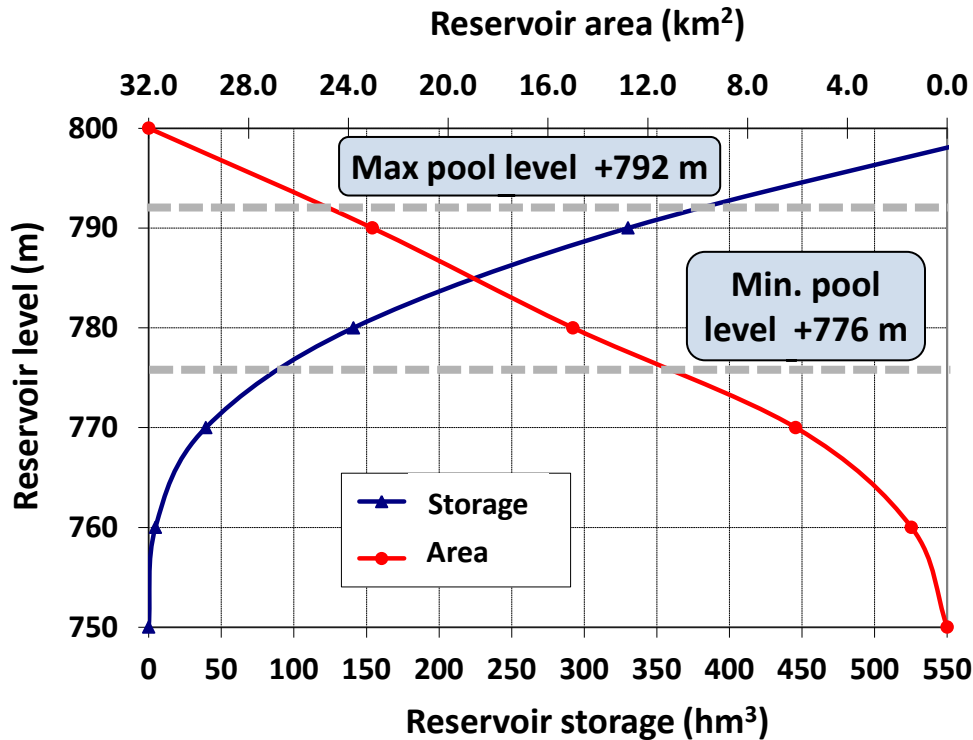 Reservoir area (km²)
32.0 28.0 24.0 20.0 16.0 12.0 8.0 4.0 0.0
800
Max pool level +792 m
790
Min. pool
level +776 m
780
770
760
750
Reservoir level (m)
Storage
Area
0 50 100 150 200 250 300 350 400 450 500 550
Reservoir storage (hm³)